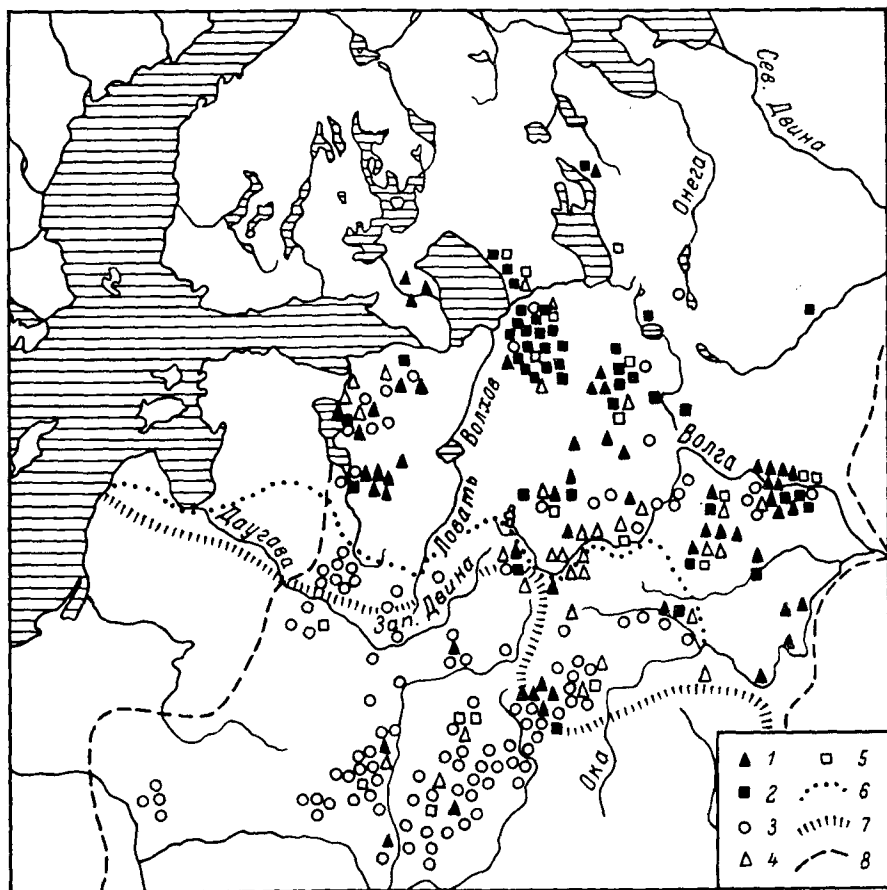 Сев. Двина
Онега
Волхов
Волга
Ловать
Даугава
Зап. Двина
Ока
1 5
2 6
3 7
4 8